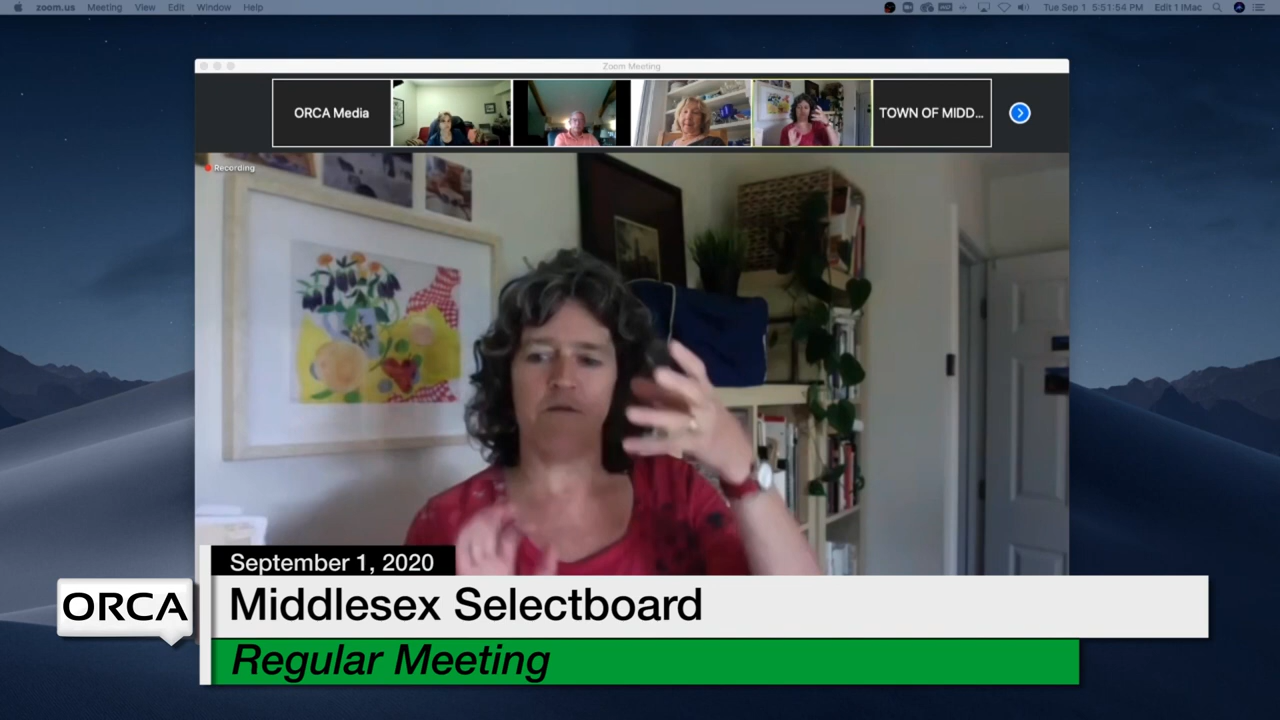 zoom.us Meeting View Edit Window Help Tue Sep 1 5:51:54 PM Edit 1 iMac
Zoom Meeting
ORCA Media
TOWN OF MIDD...
Recording
September 1, 2020
ORCA
Middlesex Selectboard
Regular Meeting